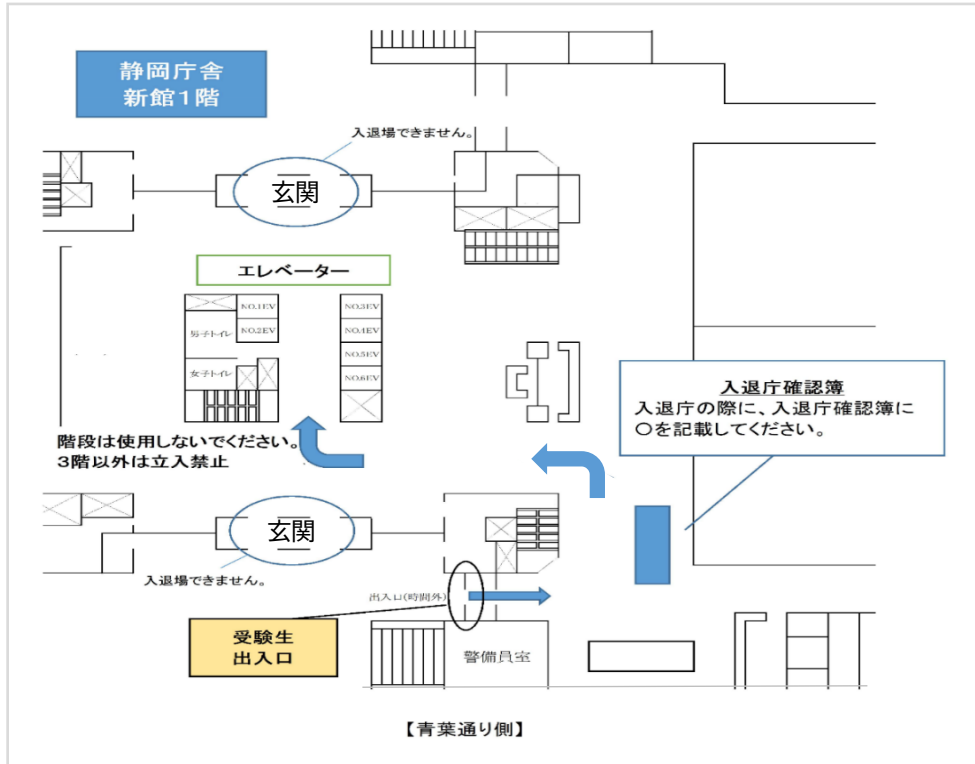 静岡庁舎
新館1階
入退場できません。
玄関
エレベーター
NO.1EV
NO.2EV
男子トイレ
女子トイレ
NO.3EV
NO.4EV
NO.5EV
NO.6EV
入退庁確認簿
入退庁の際に、入退庁確認簿に
〇を記載してください。
階段は使用しないでください。
3階以外は立入禁止
玄関
入退場できません。
出入口(時間外)
受験生
出入口
警備員室
【青葉通り側】